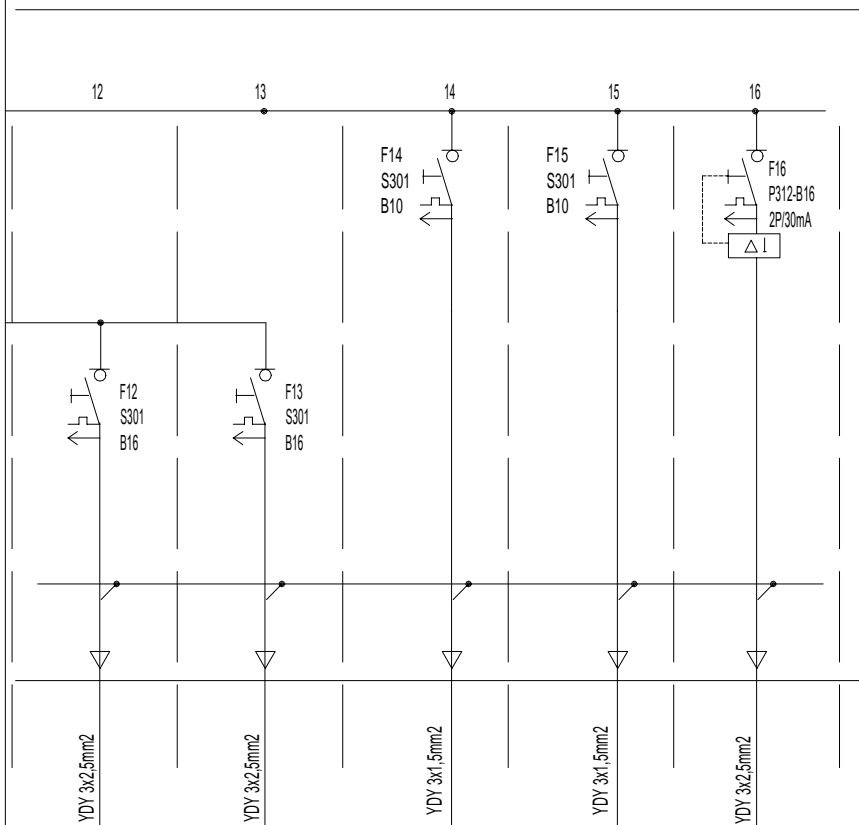 12
13
14
15
16
F14
S301
B10
F15
S301
B10
F16
P312-B16
2P/30mA
△ I
F12
S301
B16
F13
S301
B16
YDY 3x2,5mm2
YDY 3x2,5mm2
YDY 3x1,5mm2
YDY 3x1,5mm2
YDY 3x2,5mm2